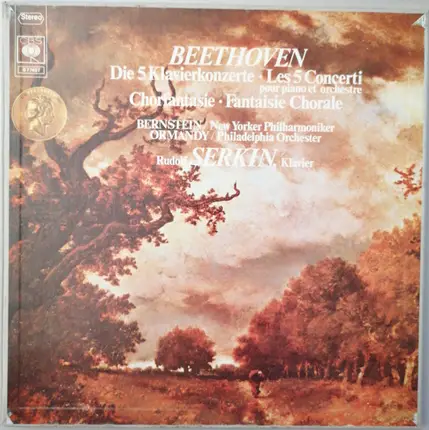 Stereo
CBS
BEETHOVEN
Die 5 Klavierkonzerte · Les 5 Concerti
pour piano et orchestre
Chorfantasie · Fantaisie Chorale
BERNSTEIN / New Yorker Philharmoniker
ORMANDY / Philadelphia Orchester
Rudolf SERKIN, Klavier